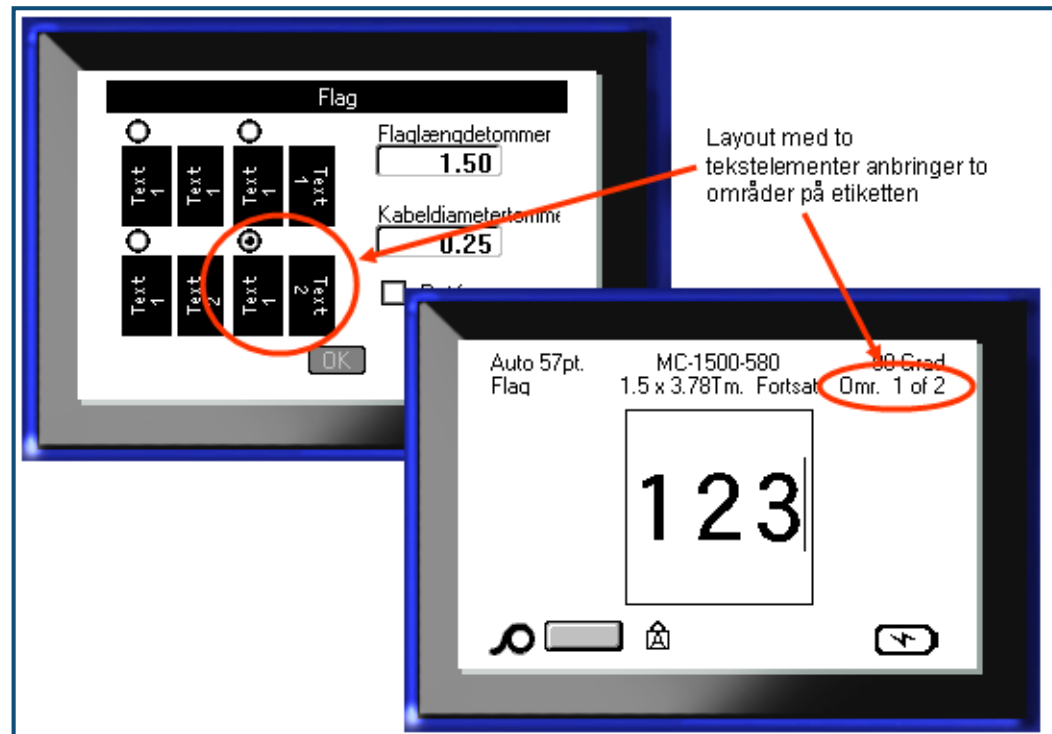 Flag
Flaglængdetommer
1.50
Text 1
Text 1
Text 1
Text 1
Kabeldiametertomme
0.25
Text 1
Text 2
Text 1
Text 2
OK
Layout med to
tekstelementer anbringer to
områder på etiketten
Auto 57pt. MC-1500-580 Grad
Flag 1.5 x 3.78Tm. Fortsat Omr. 1 of 2
123
A